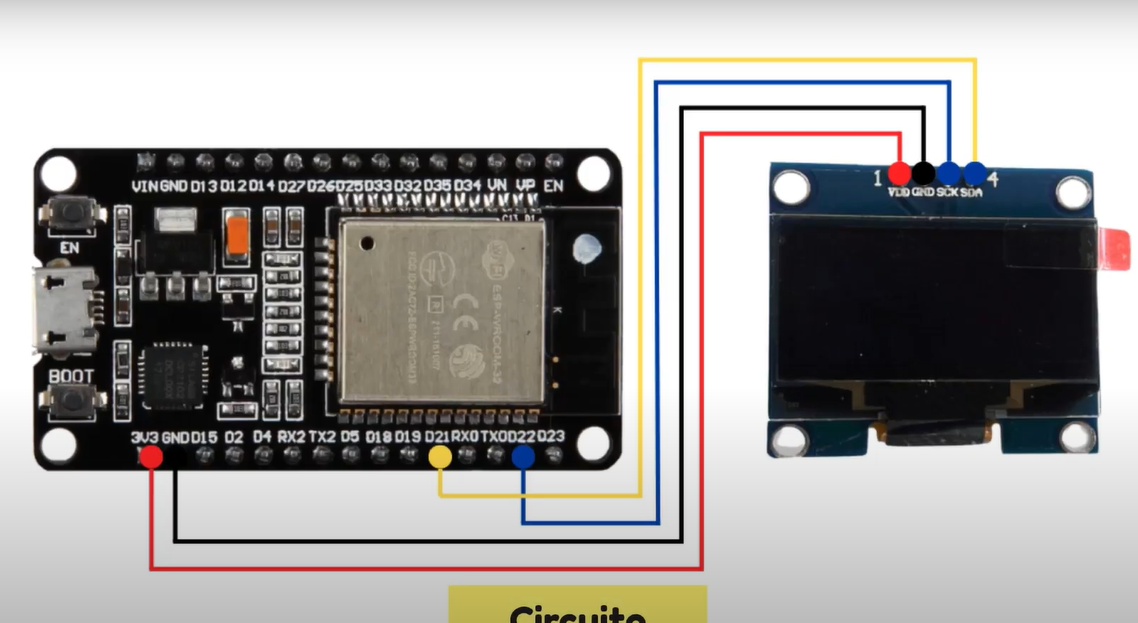 VIN GND D13 D12 D14 D27 D26 D25 D33 D32 D35 D34 VN VP EN
EN
BOOT
WiFi
ESP-WROOM-32
CE
R
3V3 GND D15 D2 D4 RX2 TX2 D5 D18 D19 D21 RX0 TX0 D22 D23
1 4
VDD GND SCK SDA
Circuito